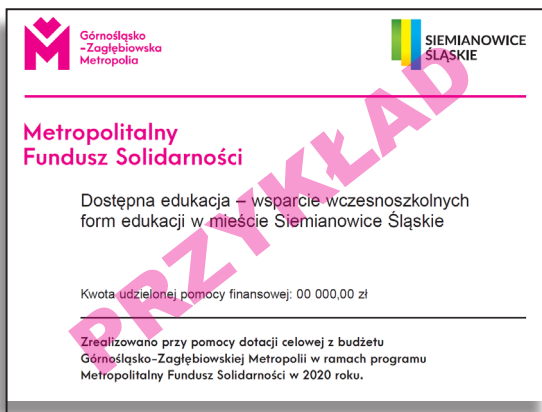 Górnośląsko
-Zagłębiowska
Metropolia
SIEMIANOWICE
ŚLĄSKIE
Metropolitalny
Fundusz Solidarności
Dostępna edukacja – wsparcie wczesnoszkolnych
form edukacji w mieście Siemianowice Śląskie
PRZYKŁAD
Kwota udzielonej pomocy finansowej: 00 000,00 zł
Zrealizowano przy pomocy dotacji celowej z budżetu
Górnośląsko-Zagłębiowskiej Metropolii w ramach programu
Metropolitalny Fundusz Solidarności w 2020 roku.